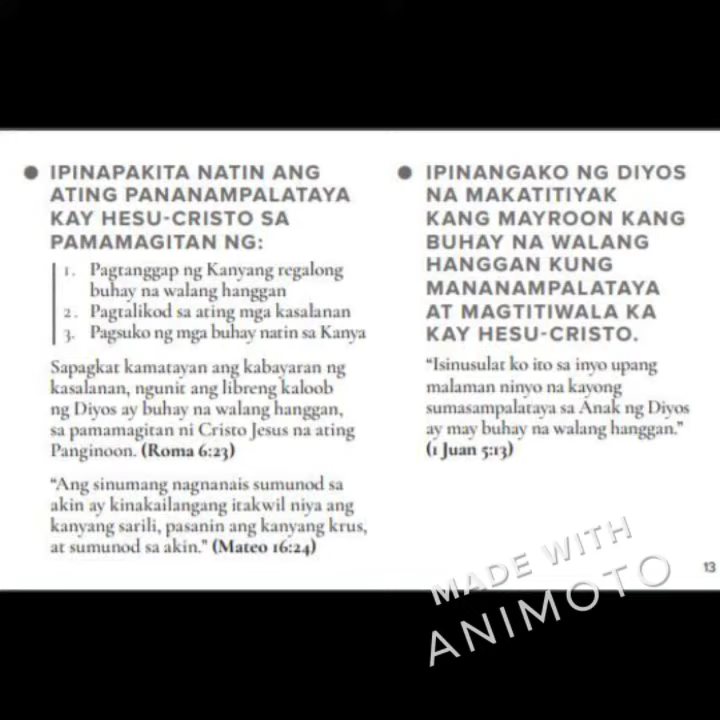 IPINAPAKITA NATIN ANG
ATING PANANAMPALATAYA
KAY HESU-CRISTO SA
PAMAMAGITAN NG:
1. Pagtanggap ng Kanyang regalong
buhay na walang hanggan
2. Pagtalikod sa ating mga kasalanan
3. Pagsuko ng mga buhay natin sa Kanya
Sapagkat kamatayan ang kabayaran ng
kasalanan, ngunit ang libreng kaloob
ng Diyos ay buhay na walang hanggan,
sa pamamagitan ni Cristo Jesus na ating
Panginoon. (Roma 6:23)
“Ang sinumang nagnanais sumunod sa
akin ay kinakailangang itakwil niya ang
kanyang sarili, pasanin ang kanyang krus,
at sumunod sa akin.” (Mateo 16:24)
IPINANGAKO NG DIYOS
NA MAKATITIYAK
KANG MAYROON KANG
BUHAY NA WALANG
HANGGAN KUNG
MANANAMPALATAYA
AT MAGTITIWALA KA
KAY HESU-CRISTO.
“Isinusulat ko ito sa inyo upang
malaman ninyo na kayong
sumasampalataya sa Anak ng Diyos
ay may buhay na walang hanggan.”
(1 Juan 5:13)
13
MADE WITH
ANIMOTO